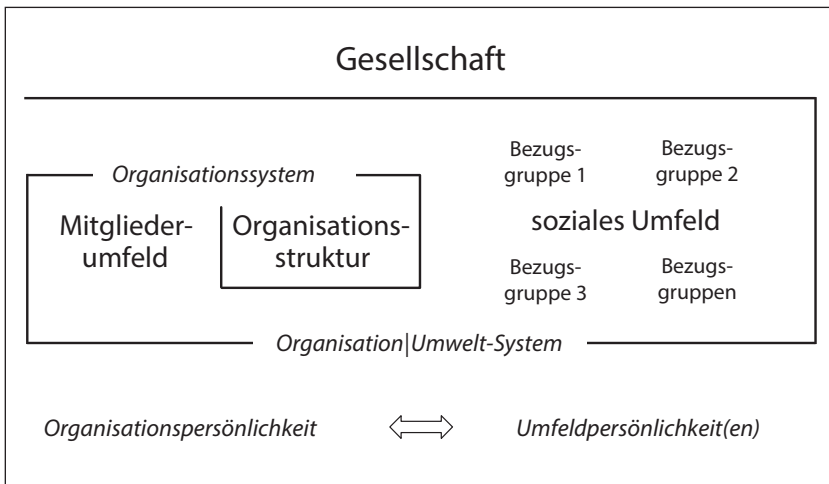 Gesellschaft
Bezugs-
gruppe 1
Bezugs-
gruppe 2
Organisationssystem
Mitglieder-
umfeld
Organisations-
struktur
soziales Umfeld
Bezugs-
gruppe 3
Bezugs-
gruppen
Organisation|Umwelt-System
Organisationspersönlichkeit
Umfeldpersönlichkeit(en)